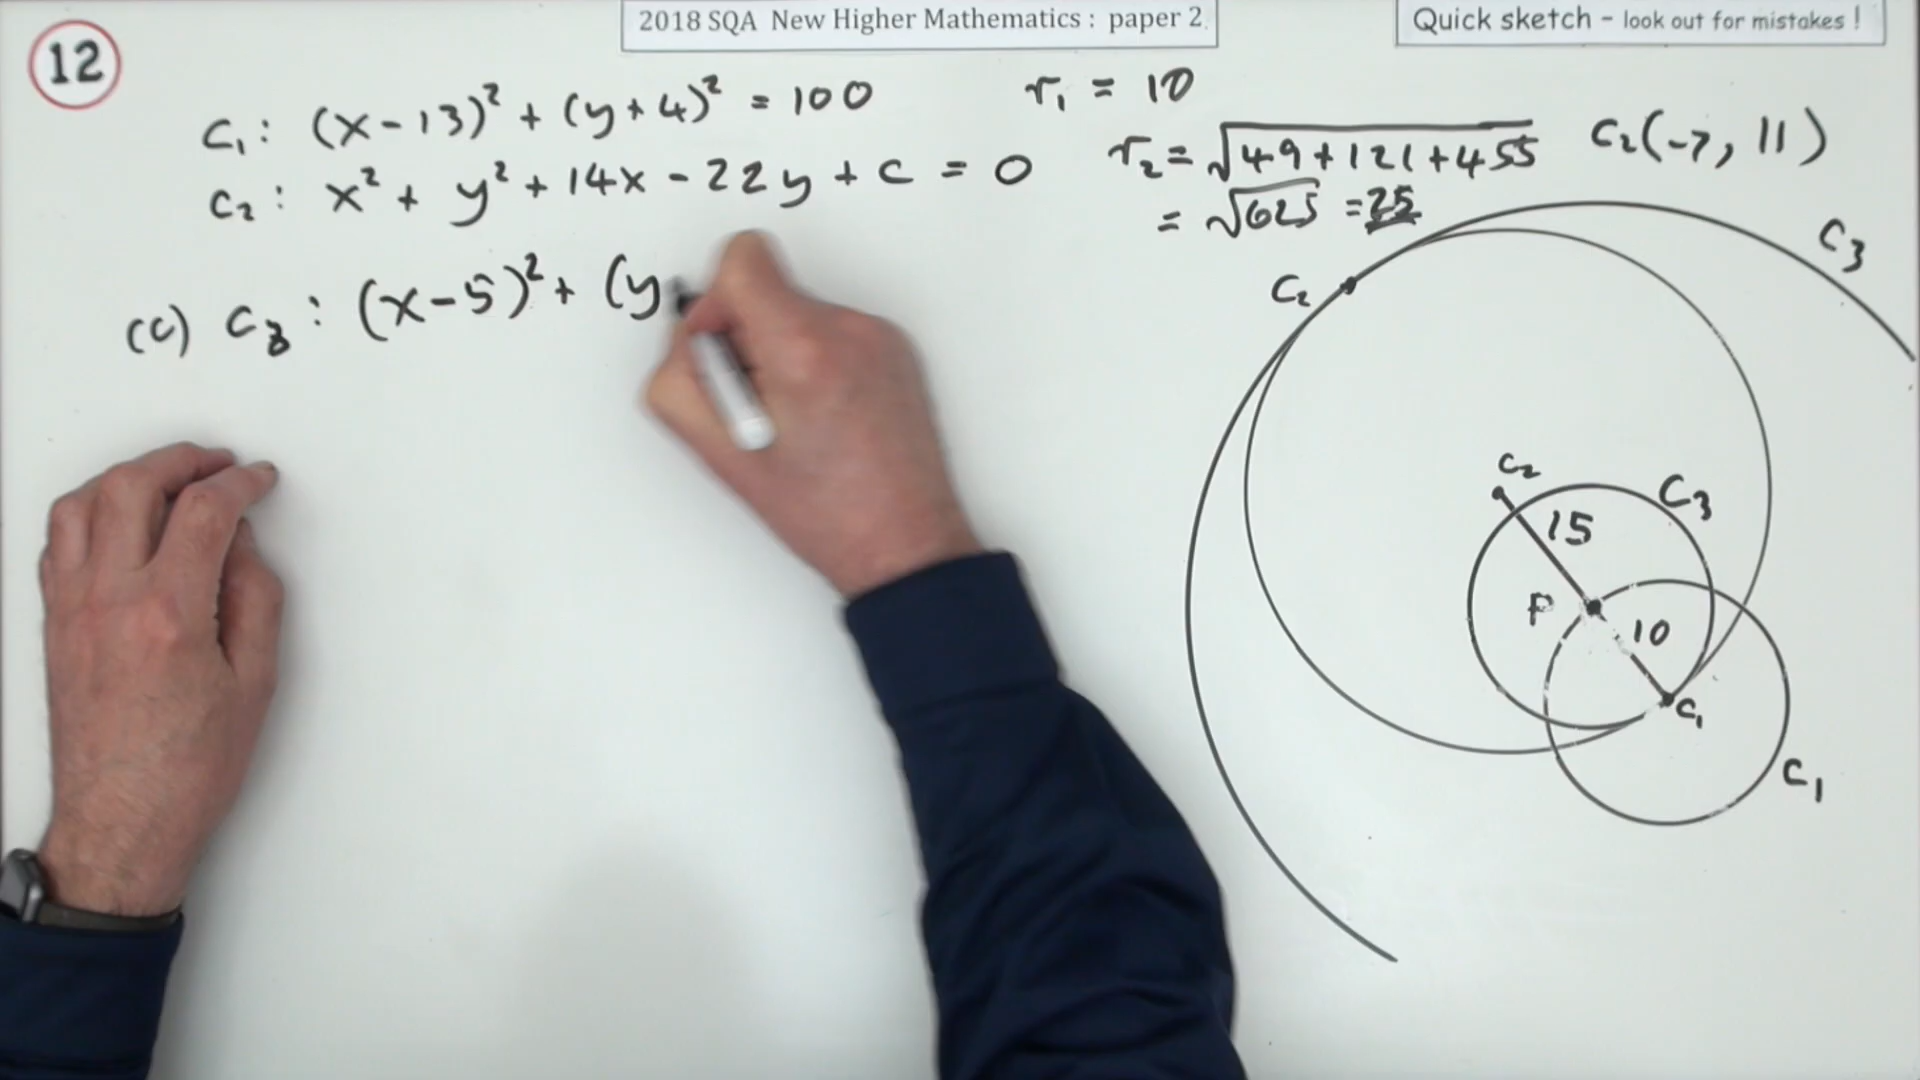 12
2018 SQA New Higher Mathematics : paper 2.
Quick sketch – look out for mistakes !
C₁ : (x-13)² + (y+4)² = 100
r₁ = 10
C₂ : x² + y² + 14x - 22y + c = 0
r₂ = √49+121+455
C₂(-7, 11)
= √625 = 25
(c) C₃ : (x-5)² + (y
C₃
C₂
C₂
C₃
15
P
10
C₁
C₁